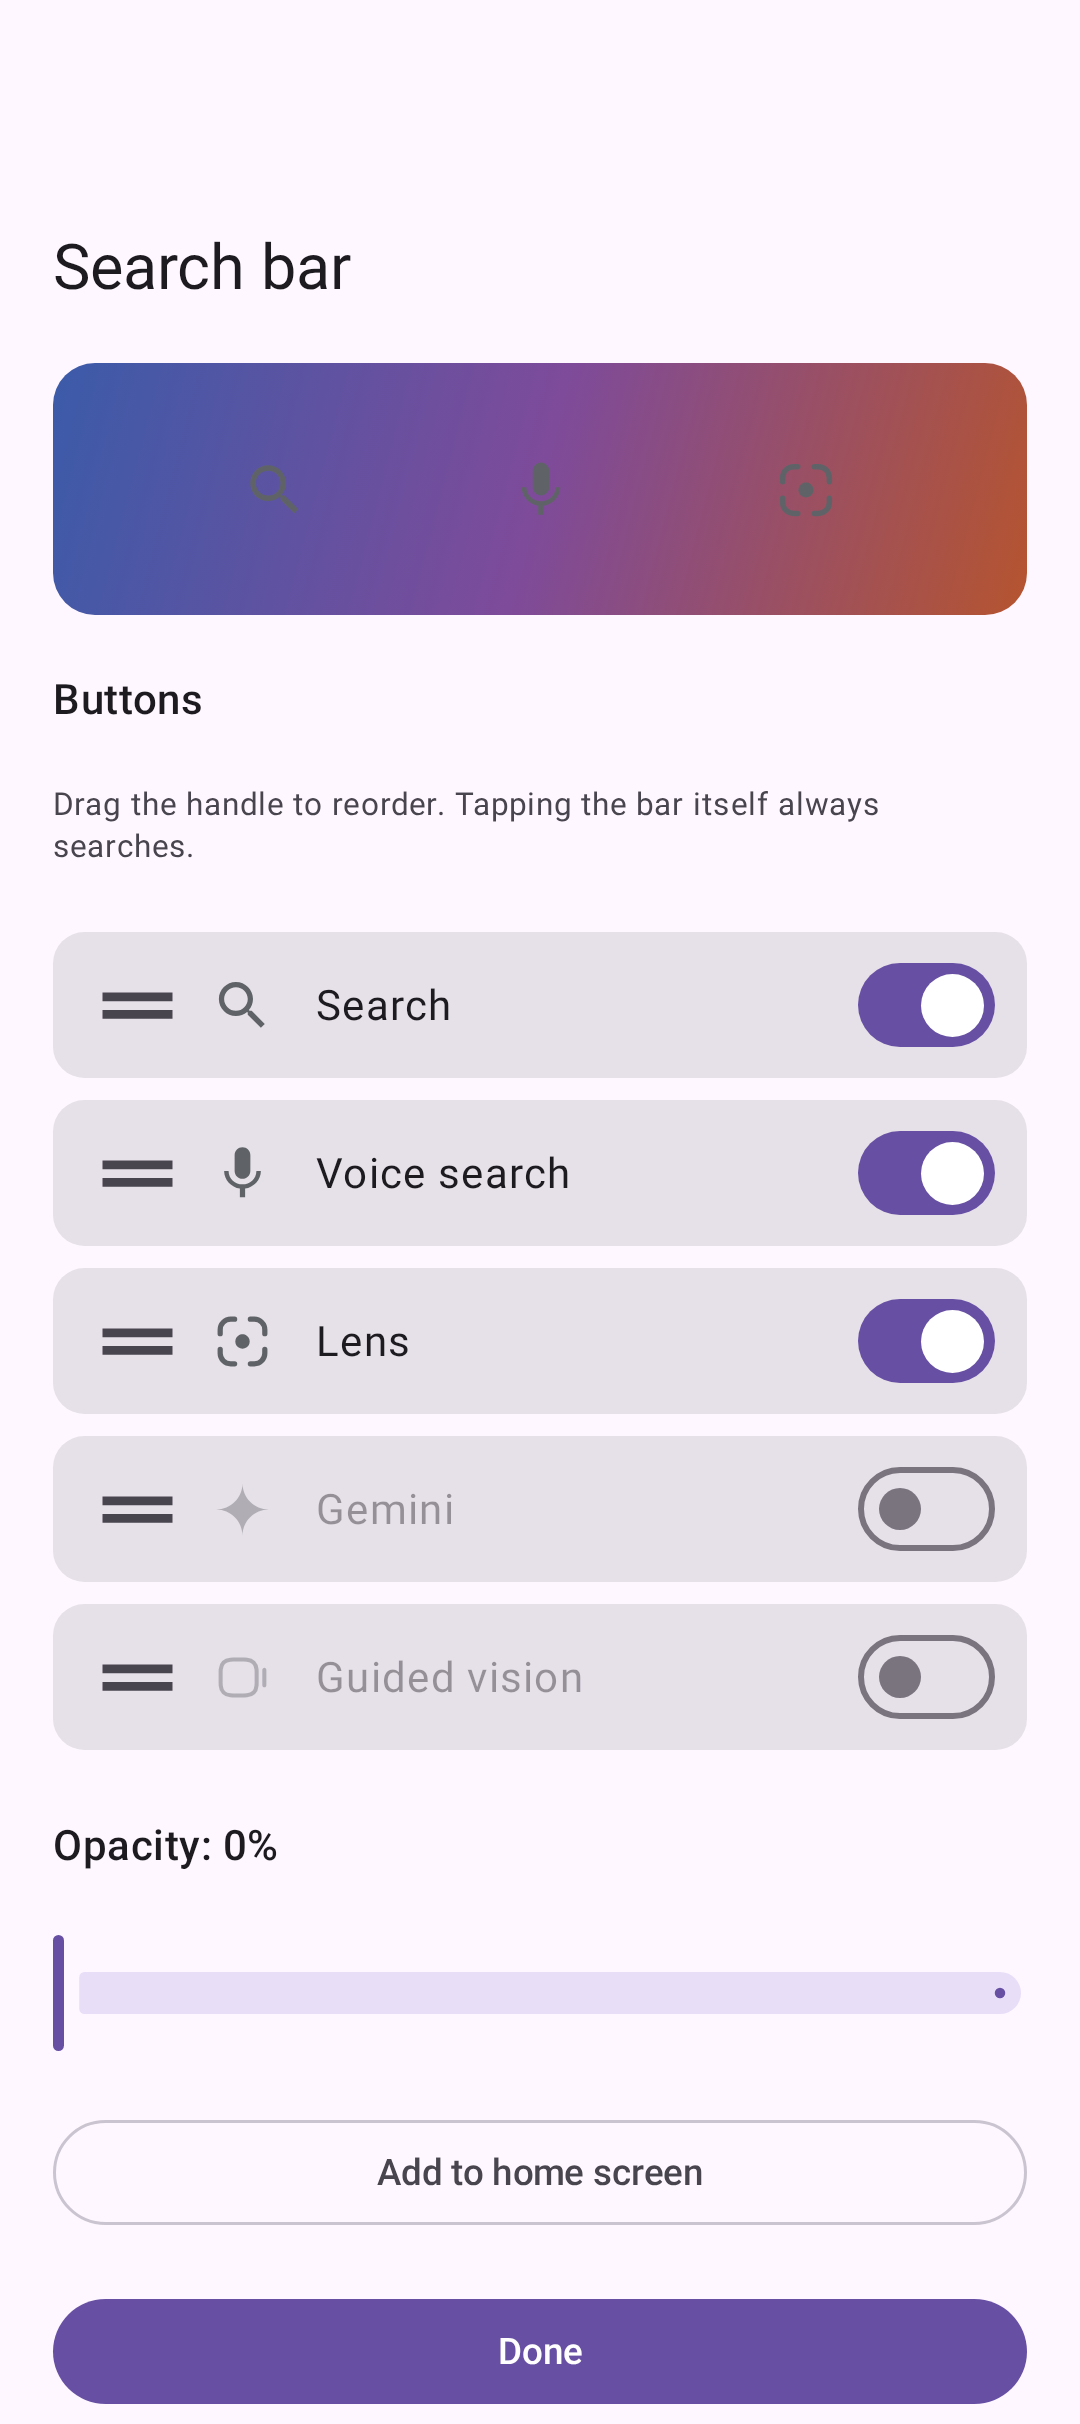 Search bar
Buttons
Drag the handle to reorder. Tapping the bar itself always
searches.
Search
Voice search
Lens
Gemini
Guided vision
Opacity: 0%
Add to home screen
Done